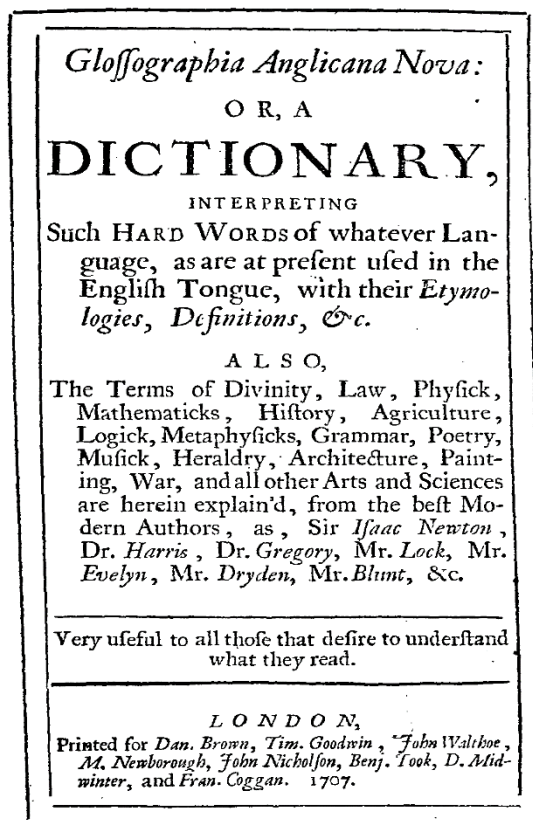 Gloſſographia Anglicana Nova:
O R, A
DICTIONARY,
INTERPRETING
Such HARD WORDS of whatever Lan-
guage, as are at preſent uſed in the
Engliſh Tongue, with their Etymo-
logies, Definitions, &c.
A L S O,
The Terms of Divinity, Law, Phyſick,
Mathematicks, Hiſtory, Agriculture,
Logick, Metaphyſicks, Grammar, Poetry,
Muſick, Heraldry, Architecture, Paint-
ing, War, and all other Arts and Sciences
are herein explain'd, from the beſt Mo-
dern Authors, as, Sir Iſaac Newton,
Dr. Harris, Dr. Gregory, Mr. Lock, Mr.
Evelyn, Mr. Dryden, Mr. Blunt, &c.
Very uſeful to all thoſe that deſire to underſtand
what they read.
L O N D O N,
Printed for Dan. Brown, Tim. Goodwin, John Walthoe,
M. Newborough, John Nicholſon, Benj. Took, D. Mid-
winter, and Fran. Coggan. 1707.